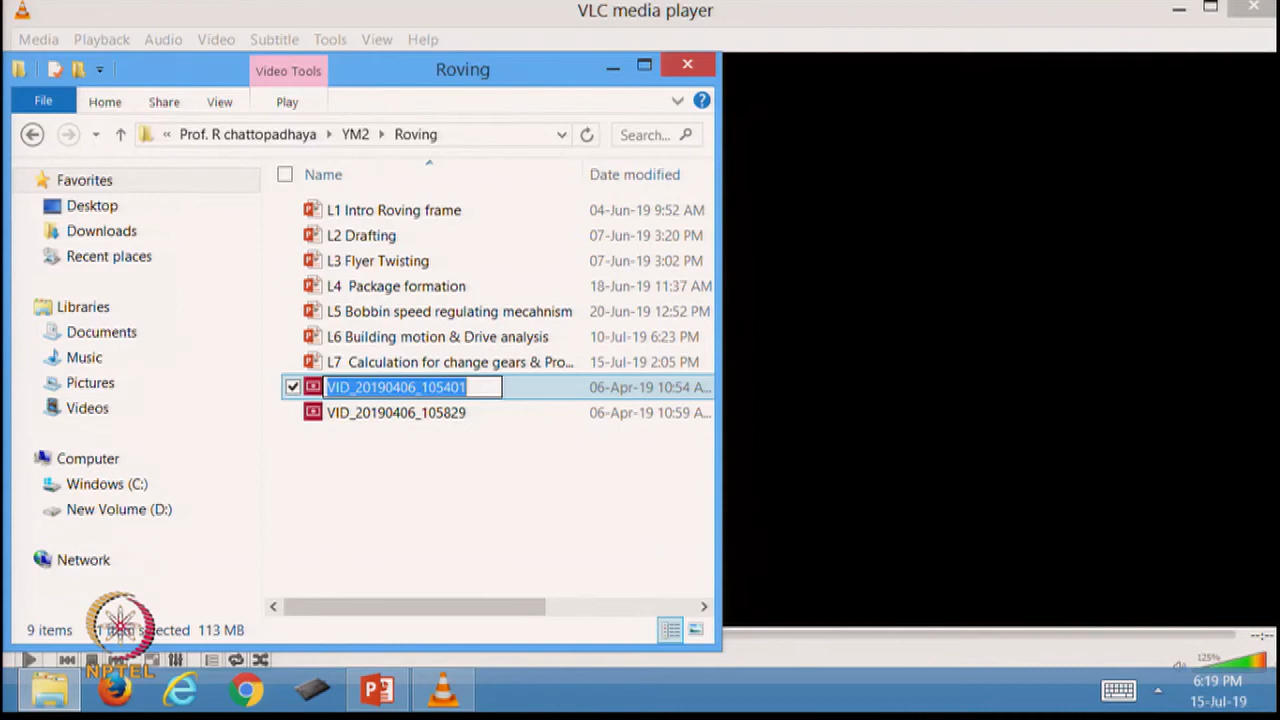 VLC media player
Media Playback Audio Video Subtitle Tools View Help
Video Tools
Roving
File Home Share View Play
« Prof. R chattopadhaya YM2 Roving
Search...
Name Date modified
Favorites
Desktop
Downloads
Recent places
Libraries
Documents
Music
Pictures
Videos
Computer
Windows (C:)
New Volume (D:)
Network
L1 Intro Roving frame 04-Jun-19 9:52 AM
L2 Drafting 07-Jun-19 3:20 PM
L3 Flyer Twisting 07-Jun-19 3:02 PM
L4 Package formation 18-Jun-19 11:37 AM
L5 Bobbin speed regulating mecahnism 20-Jun-19 12:52 PM
L6 Building motion & Drive analysis 10-Jul-19 6:23 PM
L7 Calculation for change gears & Pro... 15-Jul-19 2:05 PM
VID_20190406_105401 06-Apr-19 10:54 A...
VID_20190406_105829 06-Apr-19 10:59 A...
9 items 1 item selected 113 MB
NPTEL
125%
6:19 PM
15-Jul-19